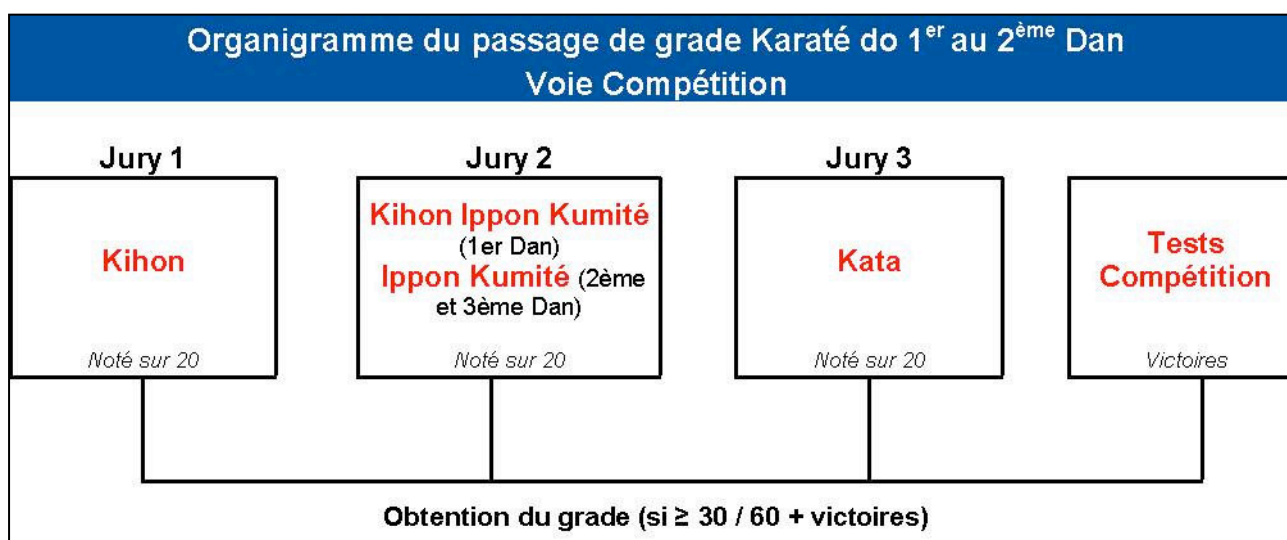 Organigramme du passage de grade Karaté do 1er au 2ème Dan
Voie Compétition
Jury 1
Kihon
Noté sur 20
Jury 2
Kihon Ippon Kumité
(1er Dan)
Ippon Kumité (2ème
et 3ème Dan)
Noté sur 20
Jury 3
Kata
Noté sur 20
Tests
Compétition
Victoires
Obtention du grade (si ≥ 30 / 60 + victoires)